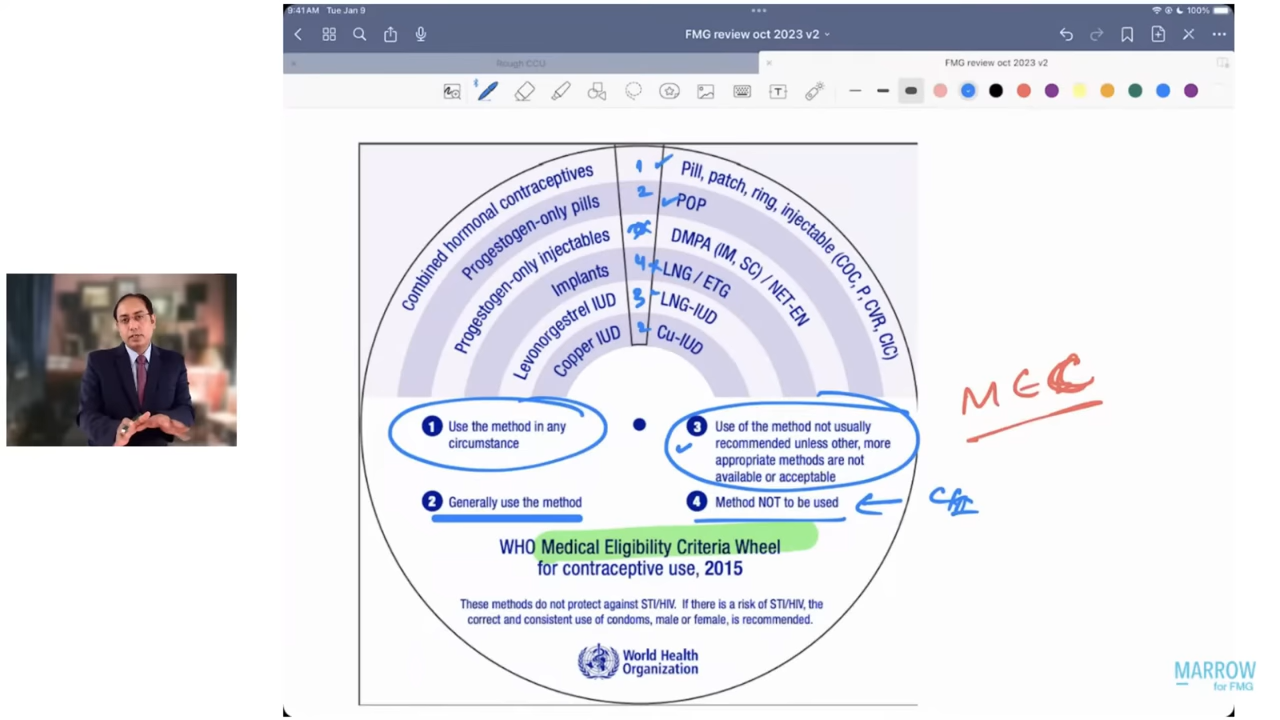 9:41AM Tue Jan 9
100%
FMG review oct 2023 v2
Rough CCU
FMG review oct 2023 v2
Combined hormonal contraceptives
1
Pill, patch, ring, injectable (COC, P, CVR, CIC)
Progestogen-only pills
2
POP
Progestogen-only injectables
DMPA (IM, SC) / NET-EN
Implants
4
LNG / ETG
Levonorgestrel IUD
3
LNG-IUD
Copper IUD
2
Cu-IUD
MEC
1 Use the method in any
circumstance
2 Generally use the method
3 Use of the method not usually
recommended unless other, more
appropriate methods are not
available or acceptable
4 Method NOT to be used
WHO Medical Eligibility Criteria Wheel
for contraceptive use, 2015
These methods do not protect against STI/HIV. If there is a risk of STI/HIV, the
correct and consistent use of condoms, male or female, is recommended.
World Health
Organization
MARROW
for FMG